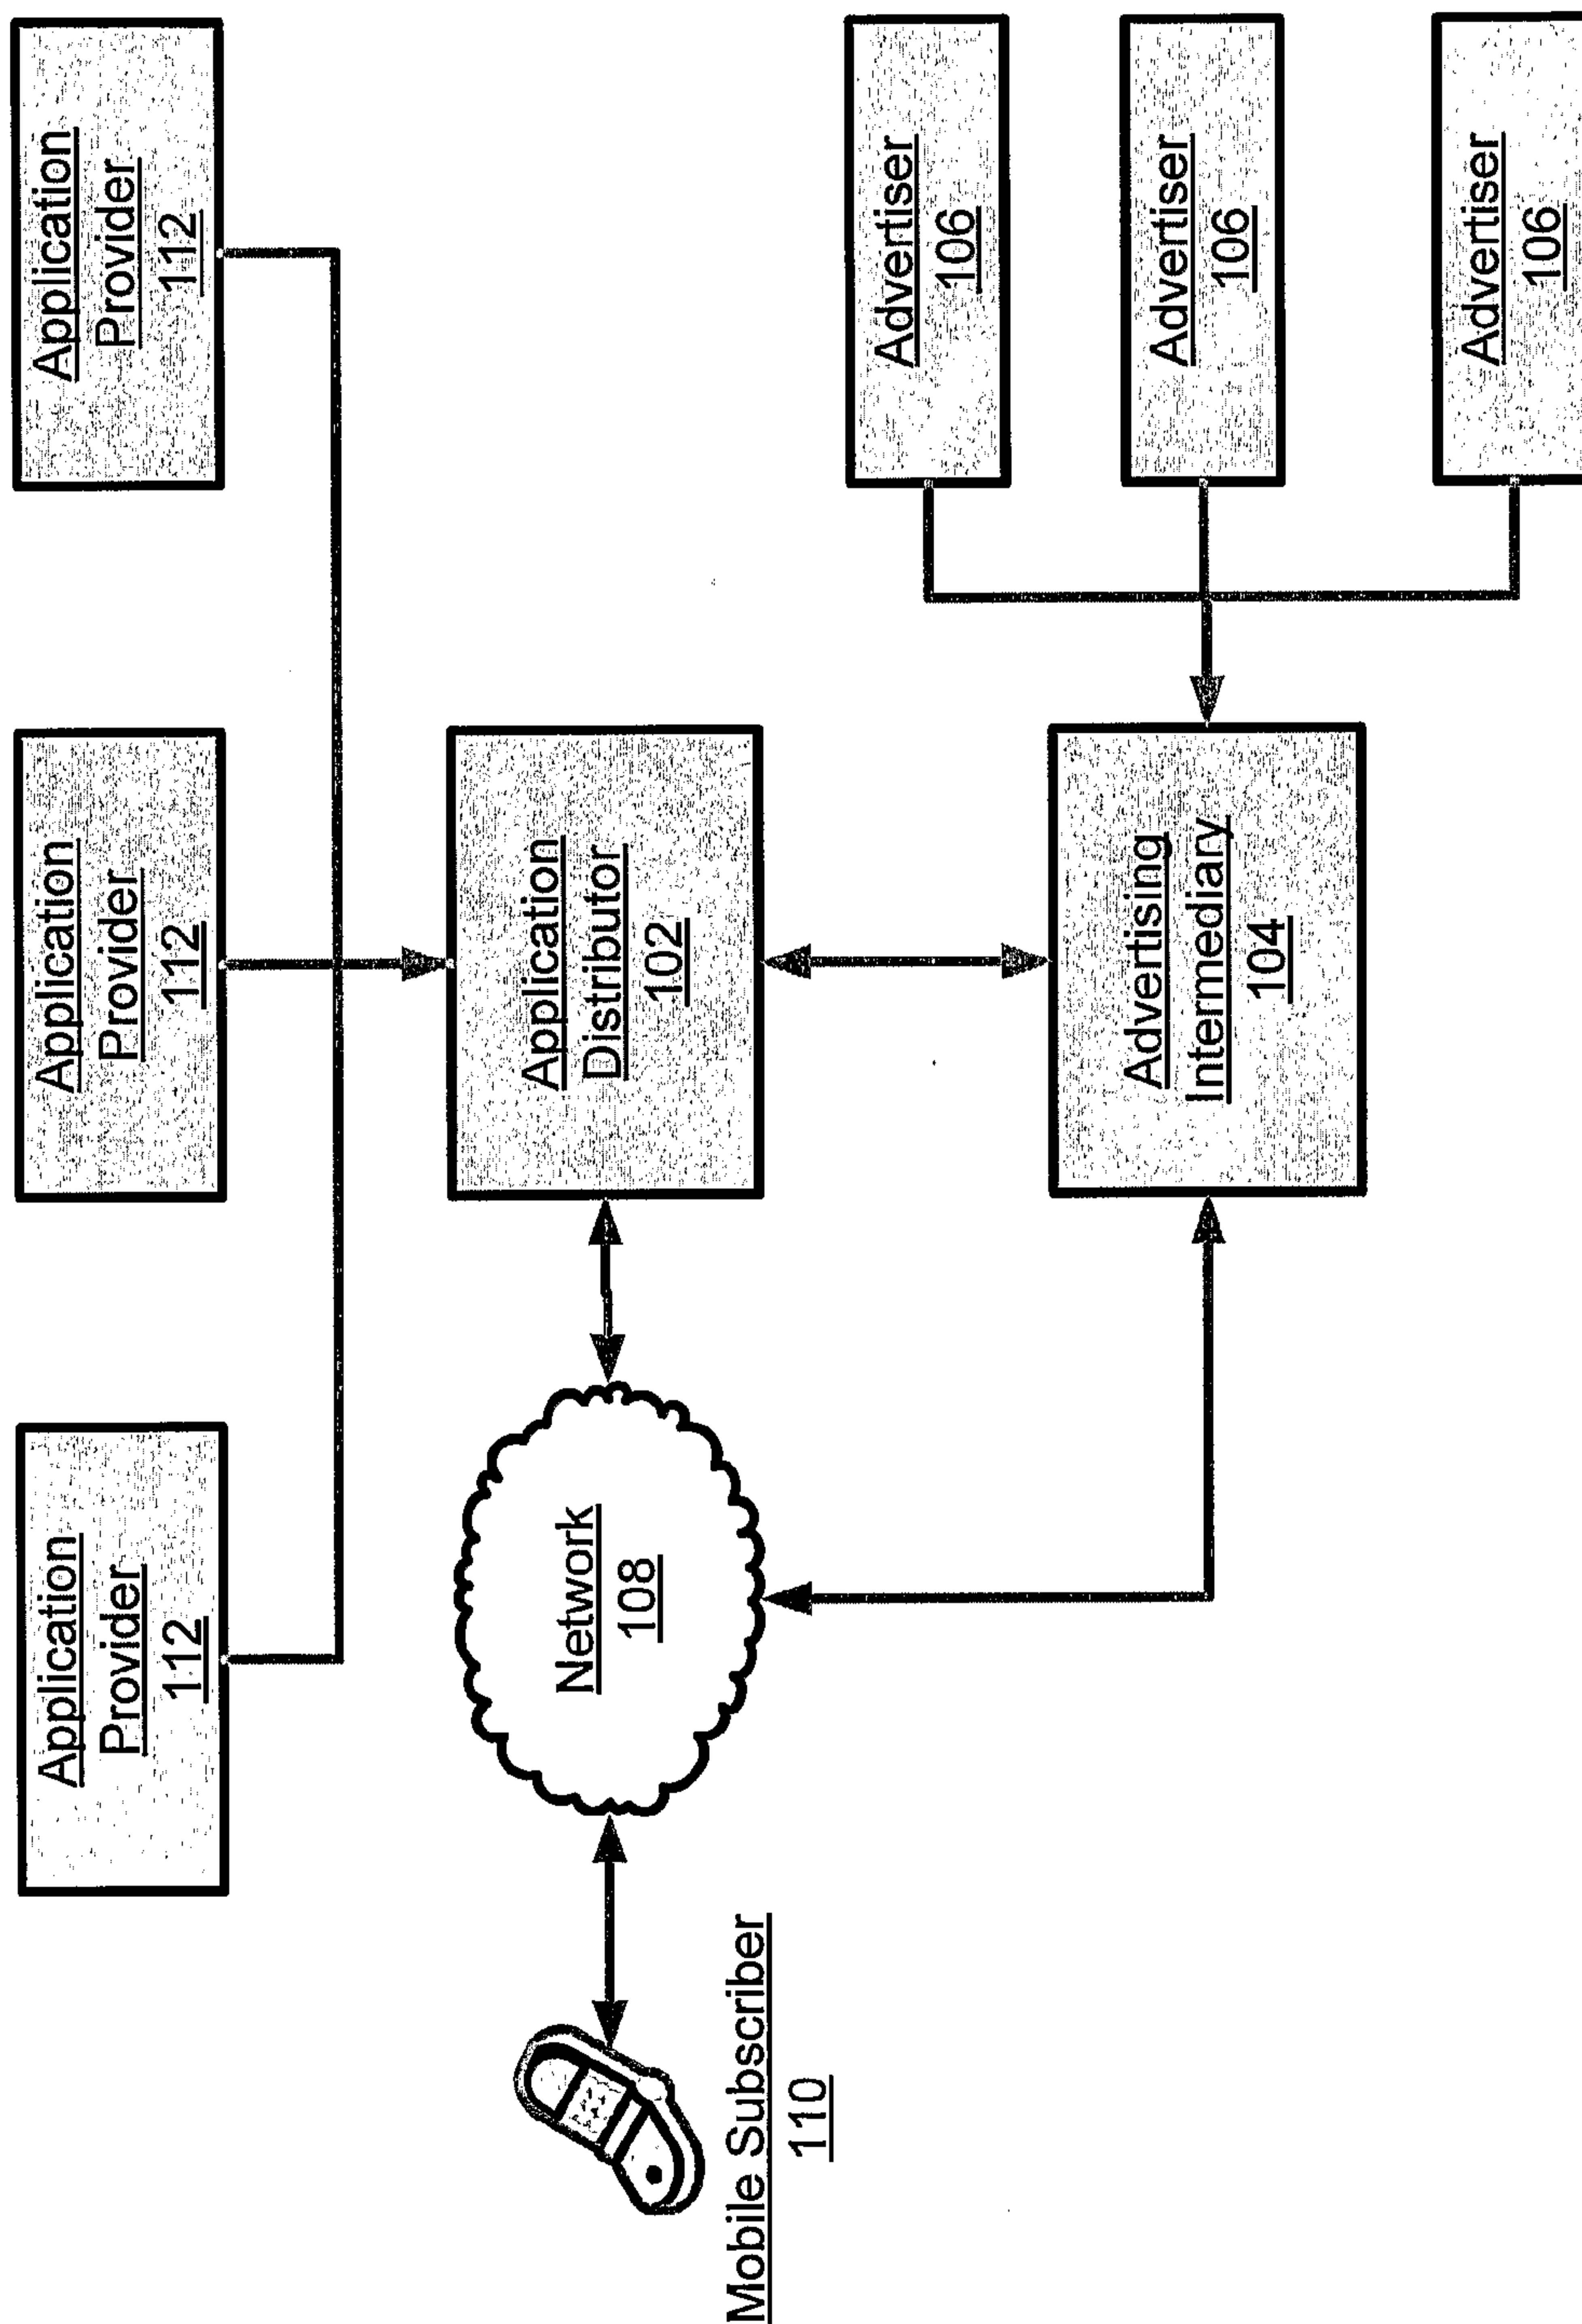 Application
Provider
112
Application
Provider
112
Application
Provider
112
Mobile Subscriber
110
Network
108
Application
Distributor
102
Advertising
Intermediary
104
Advertiser
106
Advertiser
106
Advertiser
106